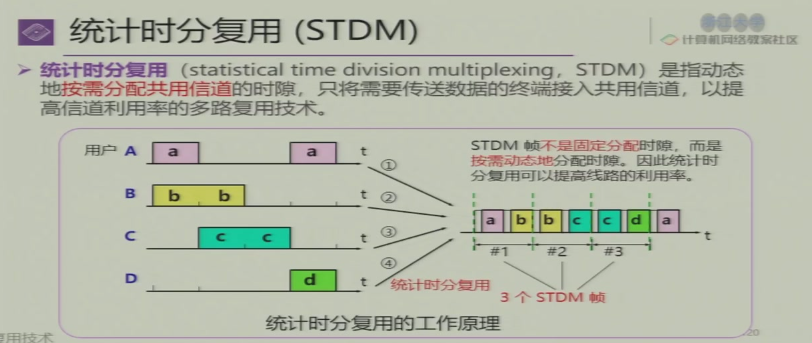 统计时分复用 (STDM)
计算机网络教案社区
➢ 统计时分复用 (statistical time division multiplexing, STDM) 是指动态
地按需分配共用信道的时隙，只将需要传送数据的终端接入共用信道，以提
高信道利用率的多路复用技术。
STDM 帧不是固定分配时隙，而是
按需动态地分配时隙。因此统计时
分复用可以提高线路的利用率。
用户 A a a t ①
B b b t ②
C c c t ③
D d t ④
a b b c c d a t
#1 #2 #3
统计时分复用
3 个 STDM 帧
统计时分复用的工作原理
复用技术
20